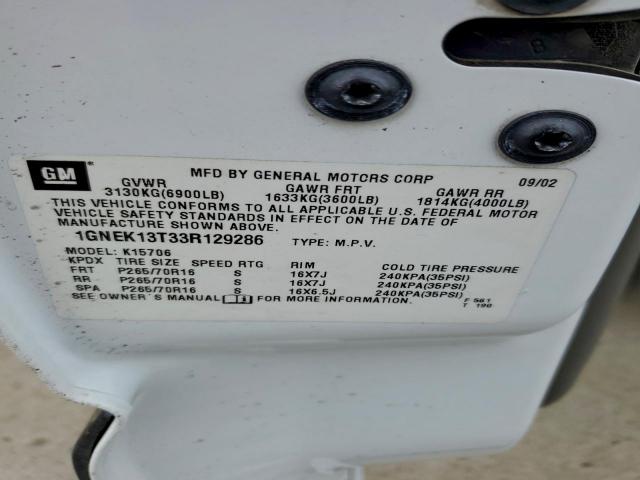 GM ® MFD BY GENERAL MOTORS CORP 09/02
GVWR GAWR FRT GAWR RR
3130KG(6900LB) 1633KG(3600LB) 1814KG(4000LB)
THIS VEHICLE CONFORMS TO ALL APPLICABLE U.S. FEDERAL MOTOR
VEHICLE SAFETY STANDARDS IN EFFECT ON THE DATE OF
MANUFACTURE SHOWN ABOVE.
1GNEK13T33R129286 TYPE: M.P.V.
MODEL: K15706
KPDX TIRE SIZE SPEED RTG RIM COLD TIRE PRESSURE
FRT P265/70R16 S 16X7J 240KPA(35PSI)
RR P265/70R16 S 16X7J 240KPA(35PSI)
SPA P265/70R16 S 16X6.5J 240KPA(35PSI)
SEE OWNER'S MANUAL FOR MORE INFORMATION. F 561
T 190